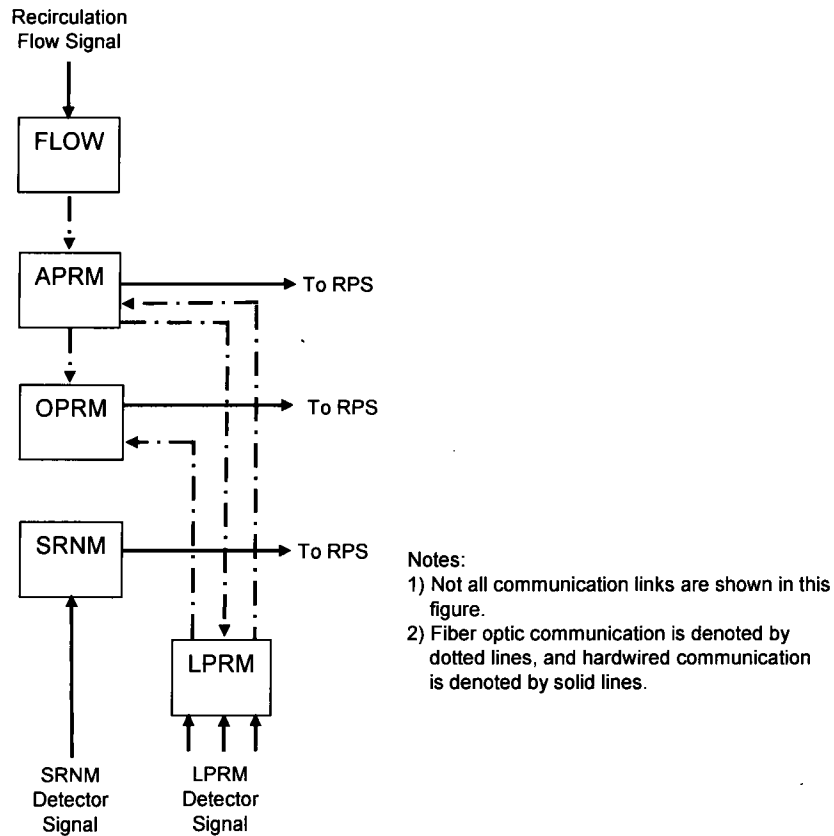 Recirculation
Flow Signal
FLOW
APRM
To RPS
OPRM
To RPS
SRNM
To RPS
LPRM
SRNM
Detector
Signal
LPRM
Detector
Signal
Notes:
1) Not all communication links are shown in this
figure.
2) Fiber optic communication is denoted by
dotted lines, and hardwired communication
is denoted by solid lines.